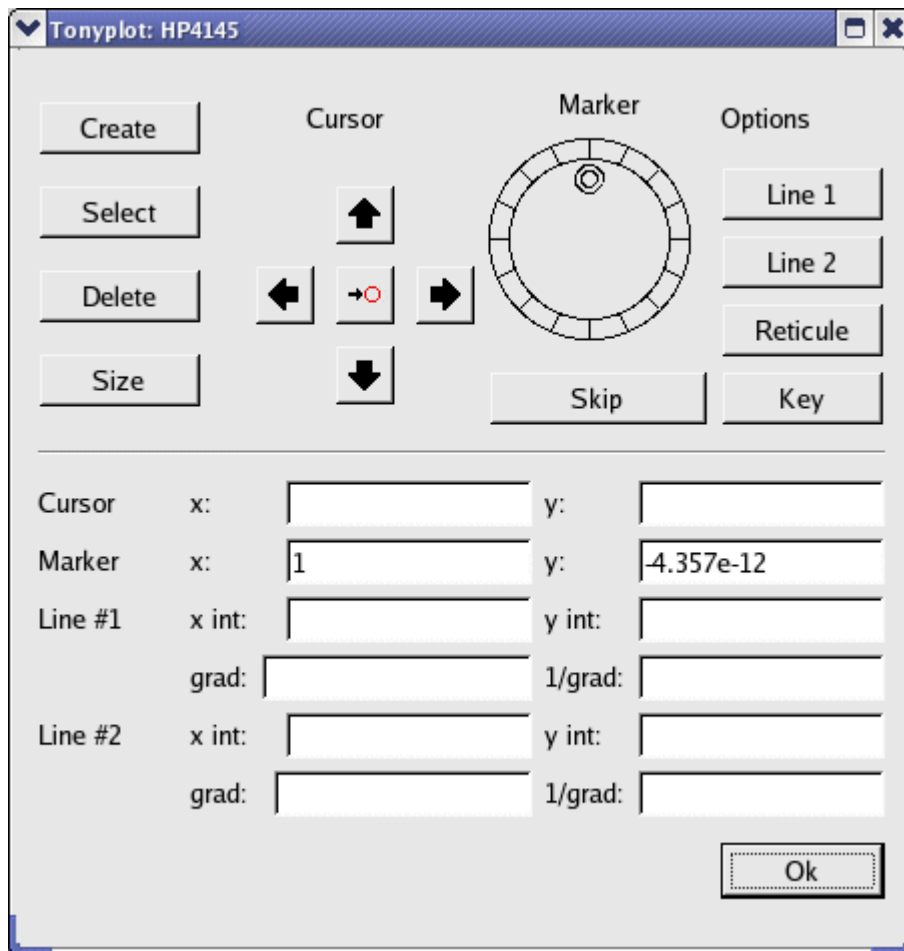 Tonyplot: HP4145
Create
Cursor
Marker
Options
Select
Line 1
Delete
Line 2
Reticule
Size
Skip
Key
Cursor x: y:
Marker x: 1 y: -4.357e-12
Line #1 x int: y int:
grad: 1/grad:
Line #2 x int: y int:
grad: 1/grad:
Ok